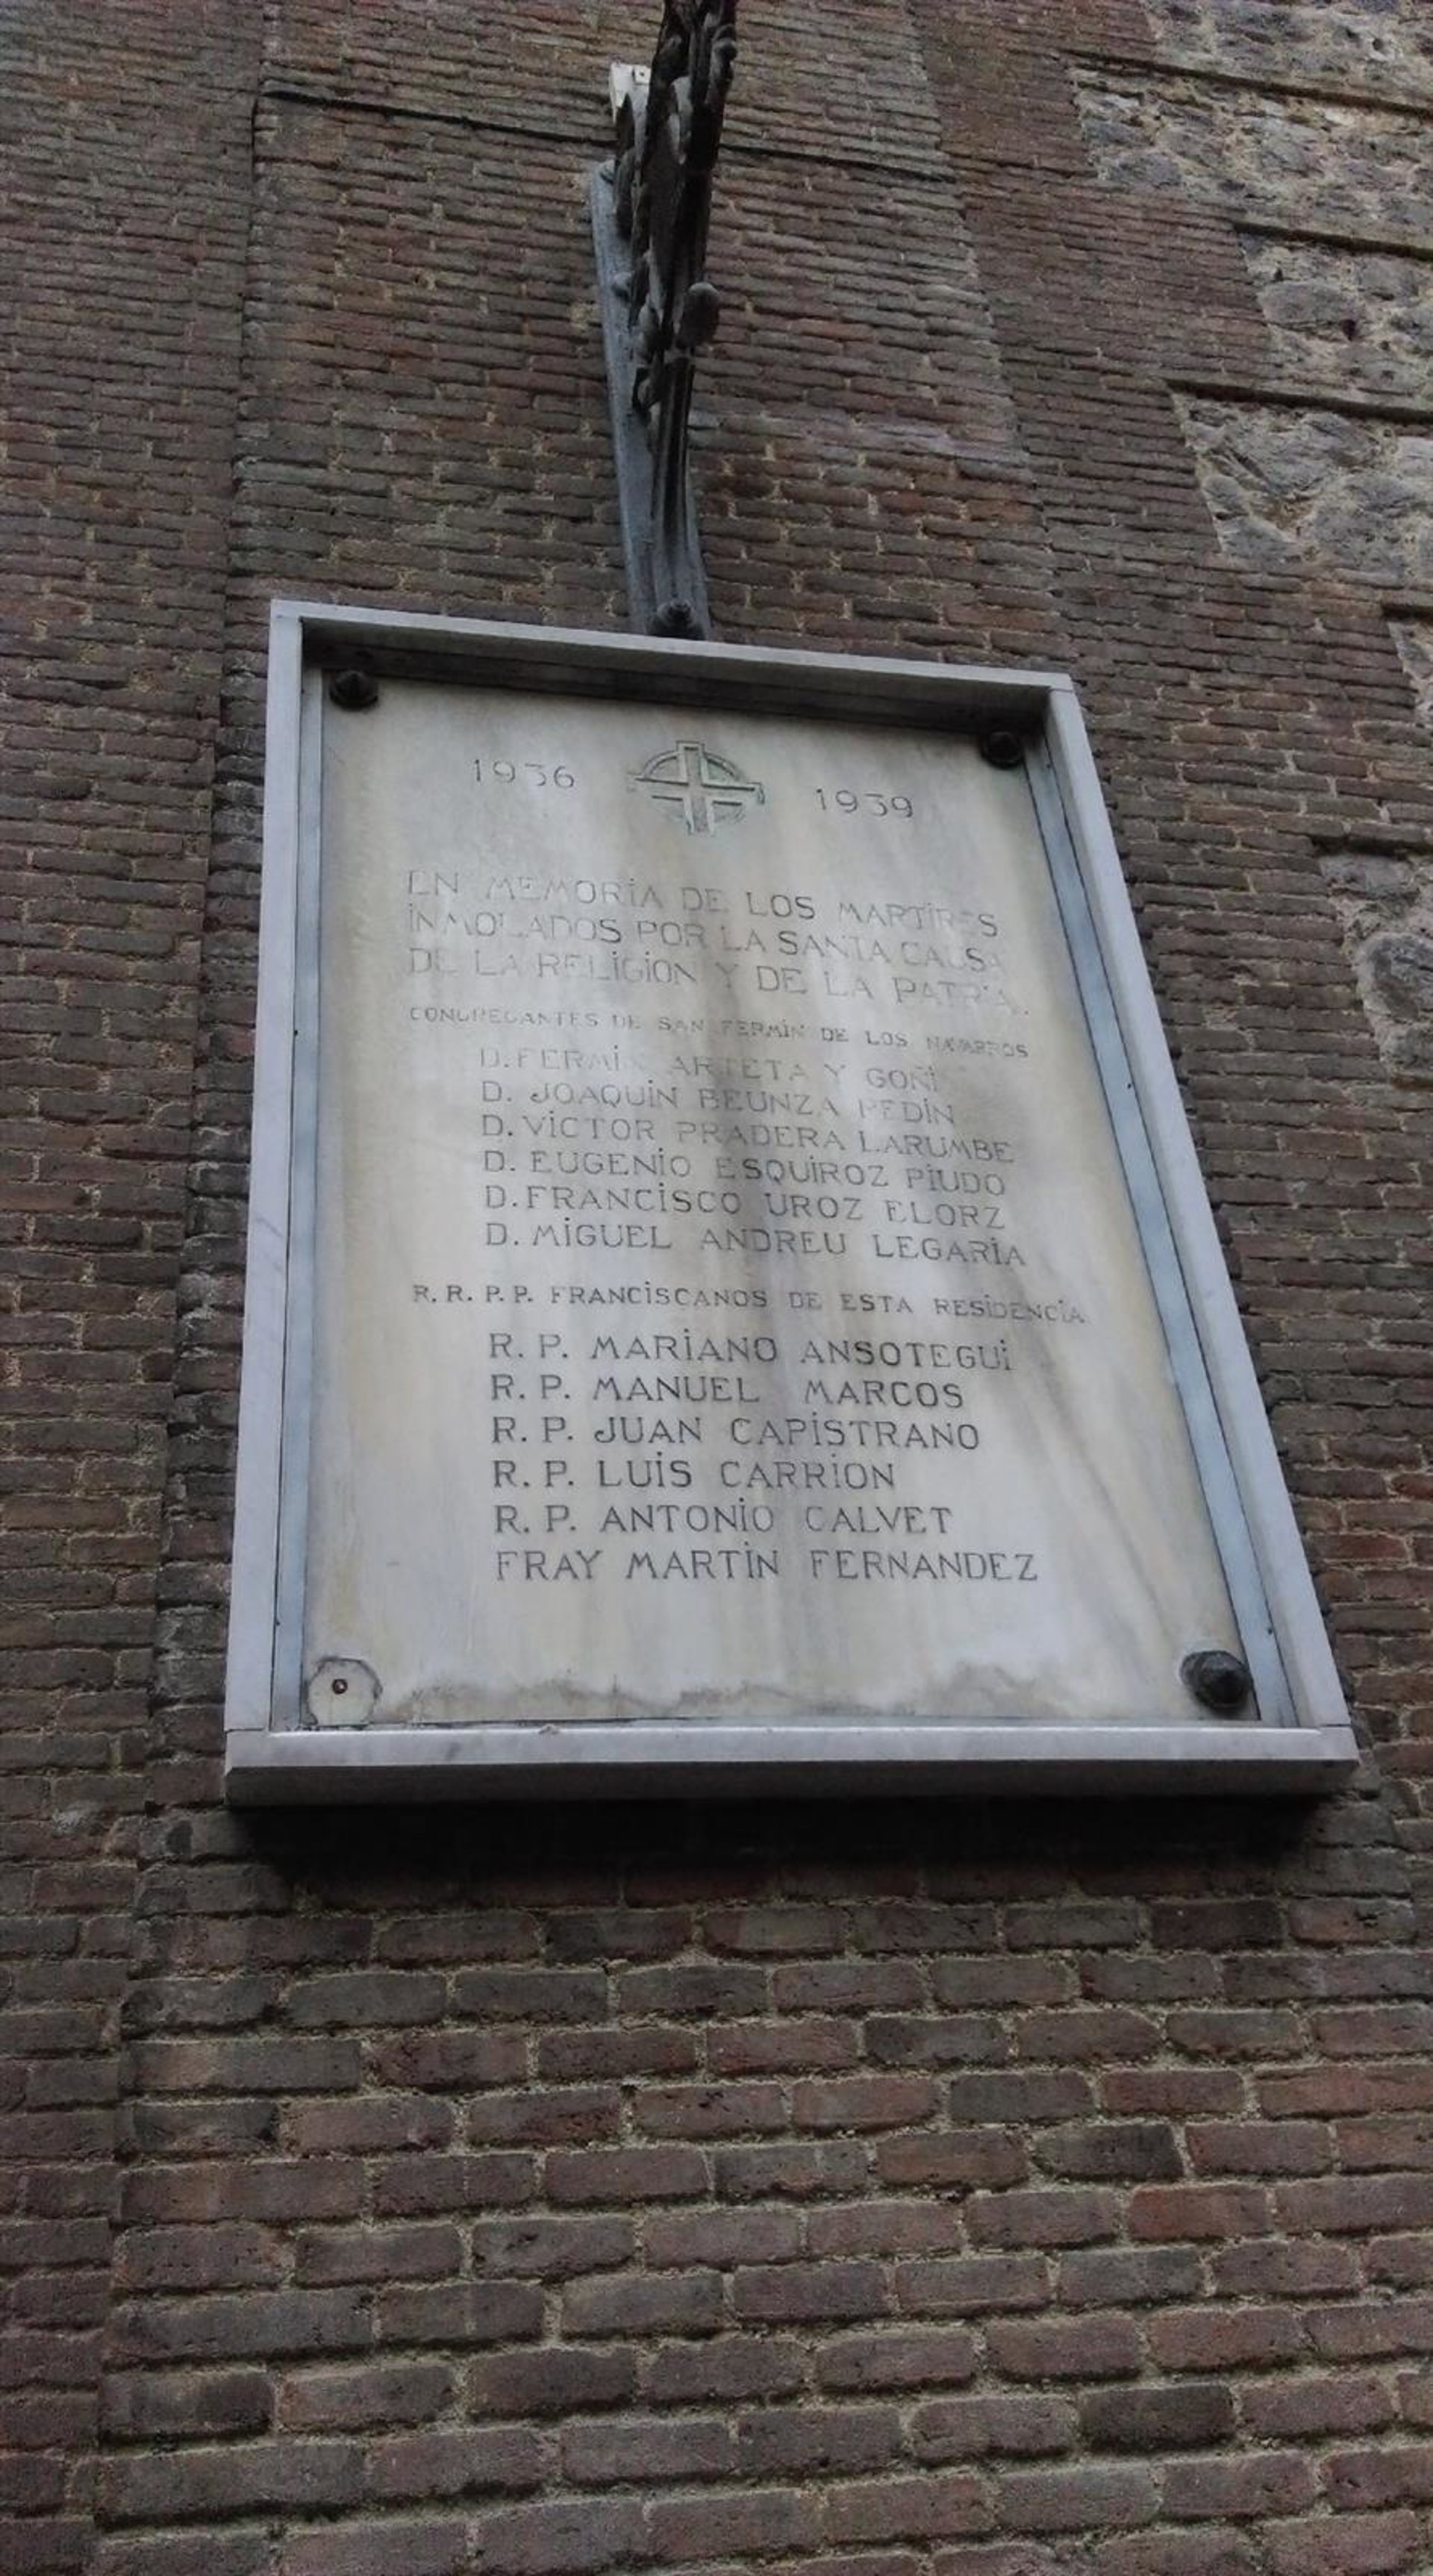 1936 1939
EN MEMORIA DE LOS MARTIRES
INMOLADOS POR LA SANTA CAUSA
DE LA RELIGION Y DE LA PATRIA.
CONGREGANTES DE SAN FERMIN DE LOS NAVARROS
D. FERMIN ARTETA Y GOÑI
D. JOAQUIN BEUNZA REDIN
D. VICTOR PRADERA LARUMBE
D. EUGENIO ESQUIROZ PIUDO
D. FRANCISCO UROZ ELORZ
D. MIGUEL ANDREU LEGARIA
R. R. P. P. FRANCISCANOS DE ESTA RESIDENCIA
R. P. MARIANO ANSOTEGUI
R. P. MANUEL MARCOS
R. P. JUAN CAPISTRANO
R. P. LUIS CARRION
R. P. ANTONIO CALVET
FRAY MARTIN FERNANDEZ